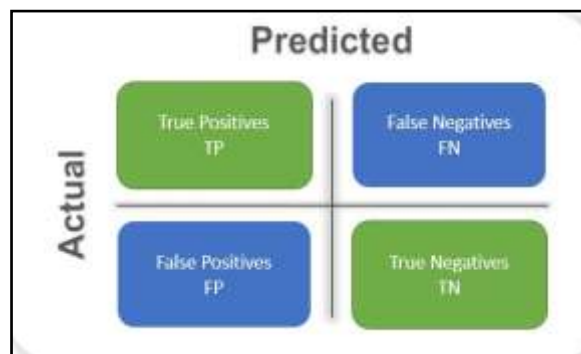 Predicted
Actual
True Positives
TP
False Negatives
FN
False Positives
FP
True Negatives
TN